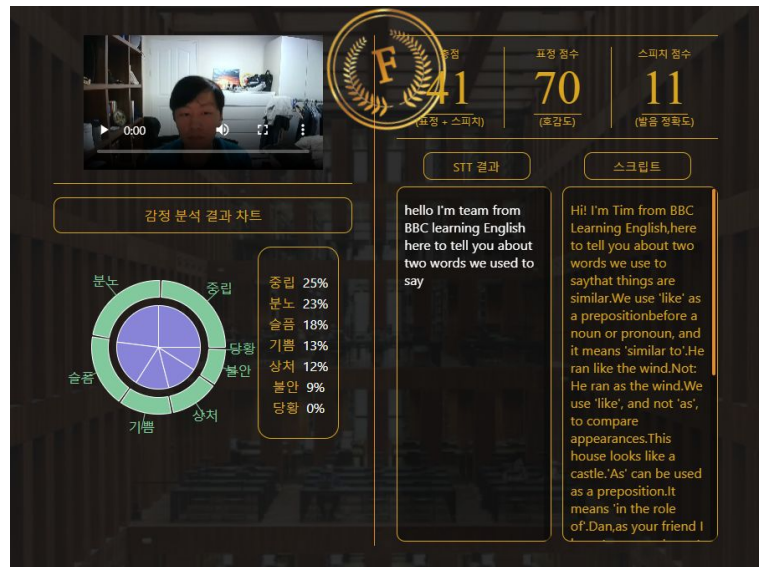 0:00
F
총점
41
(표정 + 스피치)
표정 점수
70
(호감도)
스피치 점수
11
(발음 정확도)
감정 분석 결과 차트
분노
중립
당황
불안
상처
기쁨
슬픔
중립 25%
분노 23%
슬픔 18%
기쁨 13%
상처 12%
불안 9%
당황 0%
STT 결과
hello I'm team from
BBC learning English
here to tell you about
two words we used to
say
스크립트
Hi! I'm Tim from BBC
Learning English,here
to tell you about two
words we use to
saythat things are
similar.We use 'like' as
a prepositionbefore a
noun or pronoun, and
it means 'similar to'.He
ran like the wind.Not:
He ran as the wind.We
use 'like', and not 'as',
to compare
appearances.This
house looks like a
castle.'As' can be used
as a preposition.It
means 'in the role
of'.Dan,as your friend I